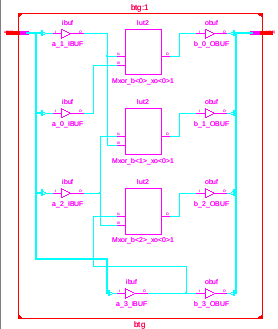 btg:1
ibuf
lut2
obuf
a_1_IBUF
b_0_OBUF
Mxor_b<0>_xo<0>1
ibuf
lut2
obuf
a_0_IBUF
b_1_OBUF
Mxor_b<1>_xo<0>1
ibuf
lut2
obuf
a_2_IBUF
b_2_OBUF
Mxor_b<2>_xo<0>1
ibuf
obuf
a_3_IBUF
b_3_OBUF
btg